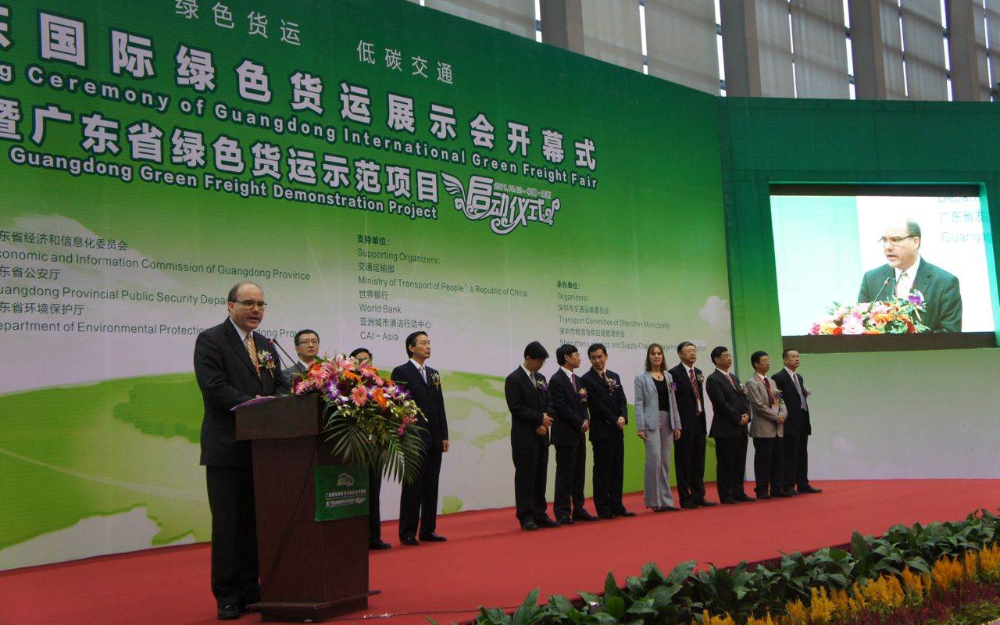 绿色货运 低碳交通
东国际绿色货运展示会开幕式
g Ceremony of Guangdong International Green Freight Fair
暨广东省绿色货运示范项目
Guangdong Green Freight Demonstration Project
2011.10.12-中国·深圳
启动仪式
东省经济和信息化委员会
conomic and Information Commission of Guangdong Province
东省公安厅
uangdong Provincial Public Security Depar
东省环境保护厅
epartment of Environmental Protection
dong Pro
支持单位:
Supporting Organizers:
交通运输部
Ministry of Transport of People's Republic of China
世界银行
World Bank
亚洲城市清洁行动中心
CAI-Asia
承办单位:
Organizers:
深圳市交通运输委员会
Transport Committee of Shenzhen Municipality
深圳市物流与供应链管理协会
Shenzhen Logistics and Supply Chain Management
Depar
广东省发
Guangd